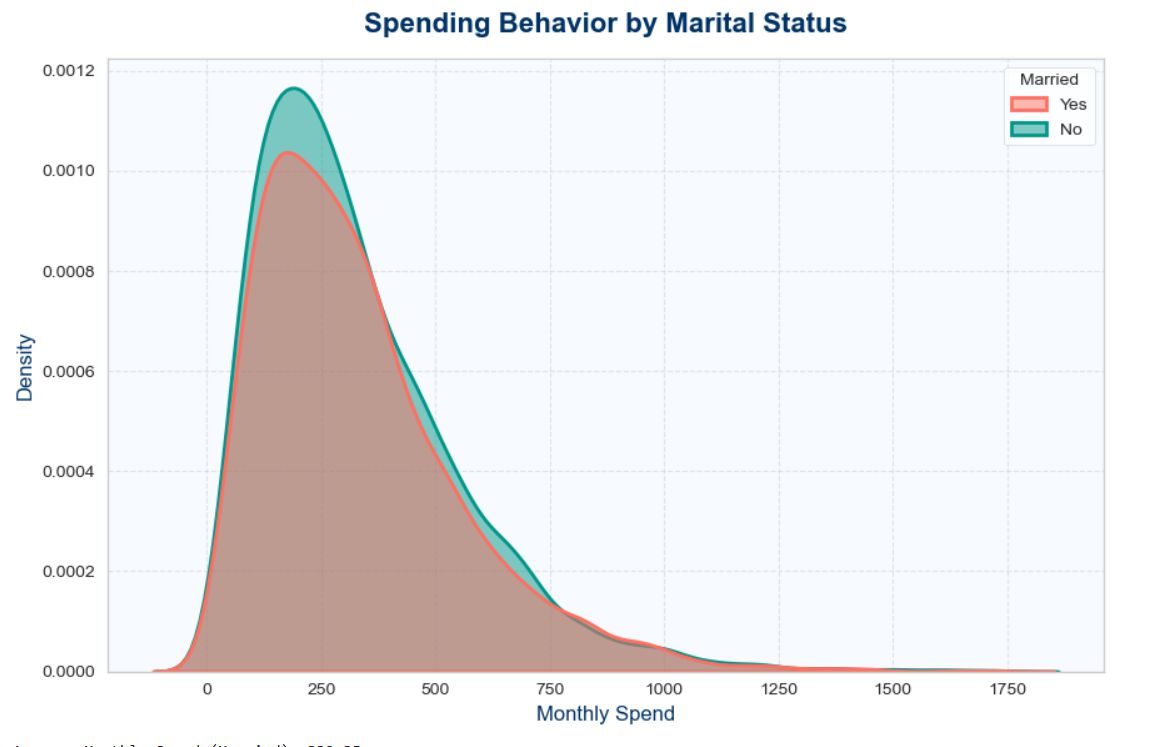 Spending Behavior by Marital Status
Married
Yes
No
0.0012
0.0010
0.0008
0.0006
0.0004
0.0002
0.0000
Density
0 250 500 750 1000 1250 1500 1750
Monthly Spend